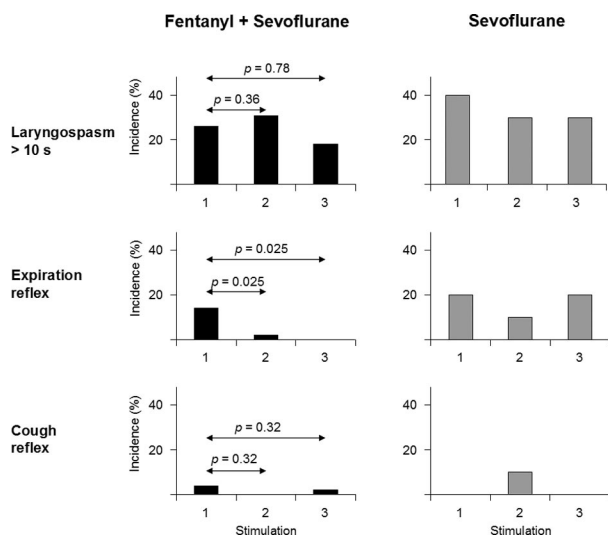 Fentanyl + Sevoflurane
Sevoflurane
Laryngospasm
> 10 s
Incidence (%)
40
20
p = 0.78
p = 0.36
1 2 3
40
20
1 2 3
Expiration
reflex
Incidence (%)
40
20
p = 0.025
p = 0.025
1 2 3
40
20
1 2 3
Cough
reflex
Incidence (%)
40
20
p = 0.32
p = 0.32
1 2 3
Stimulation
40
20
1 2 3
Stimulation